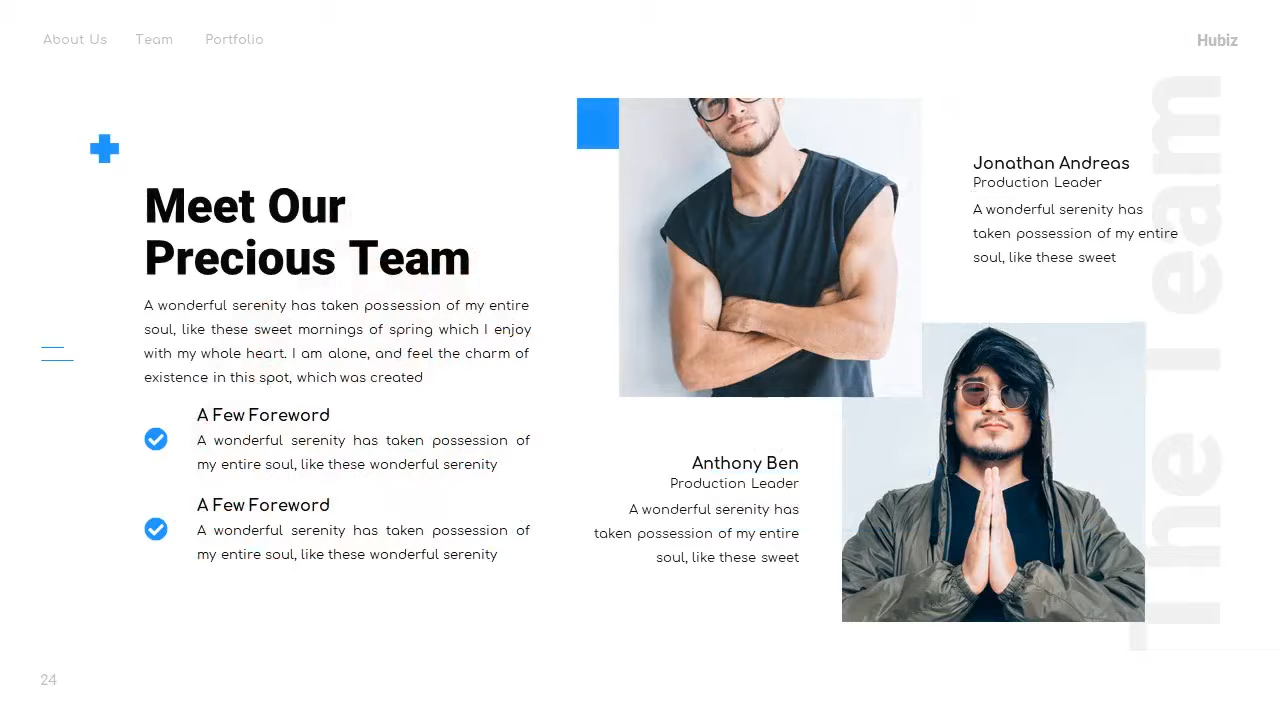 About Us Team Portfolio
Hubiz
Meet Our
Precious Team
A wonderful serenity has taken possession of my entire
soul, like these sweet mornings of spring which I enjoy
with my whole heart. I am alone, and feel the charm of
existence in this spot, which was created
A Few Foreword
A wonderful serenity has taken possession of
my entire soul, like these wonderful serenity
A Few Foreword
A wonderful serenity has taken possession of
my entire soul, like these wonderful serenity
Jonathan Andreas
Production Leader
A wonderful serenity has
taken possession of my entire
soul, like these sweet
Anthony Ben
Production Leader
A wonderful serenity has
taken possession of my entire
soul, like these sweet
The Team
24